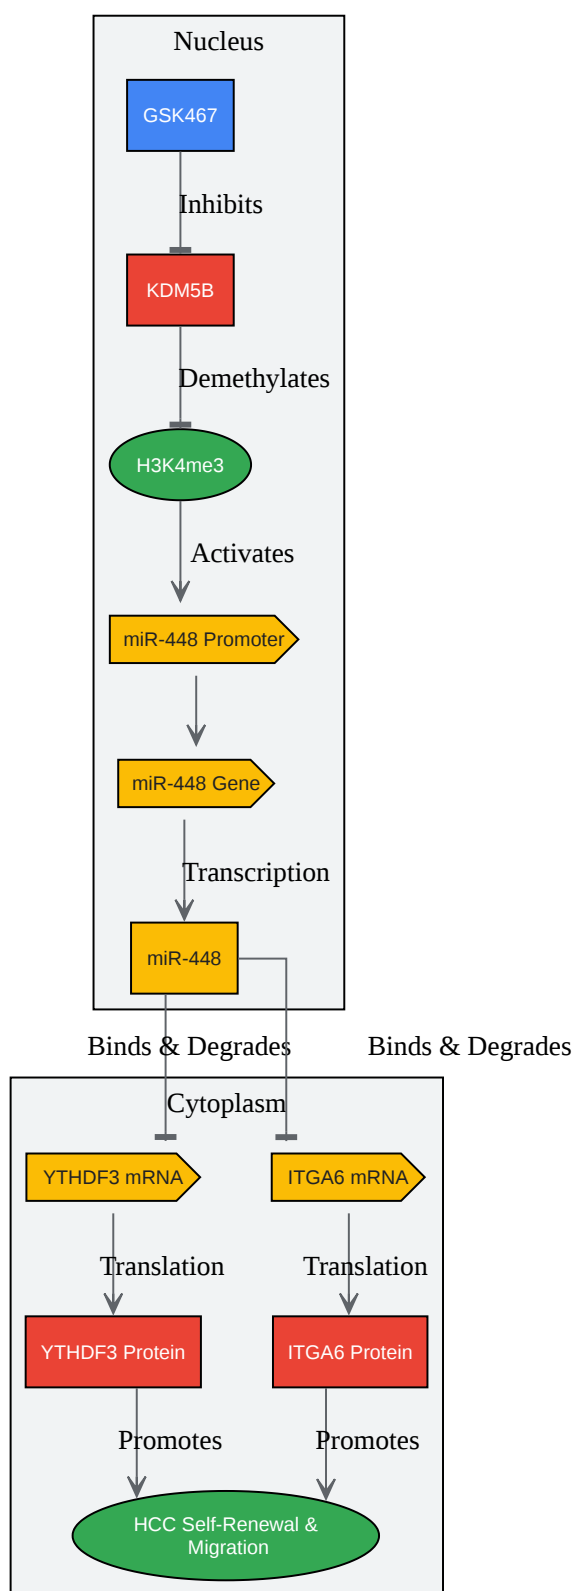 Nucleus
GSK467
Inhibits
KDM5B
Demethylates
H3K4me3
Activates
miR-448 Promoter
miR-448 Gene
Transcription
miR-448
Binds & Degrades
Binds & Degrades
Cytoplasm
YTHDF3 mRNA
ITGA6 mRNA
Translation
Translation
YTHDF3 Protein
ITGA6 Protein
Promotes
Promotes
HCC Self-Renewal &
Migration